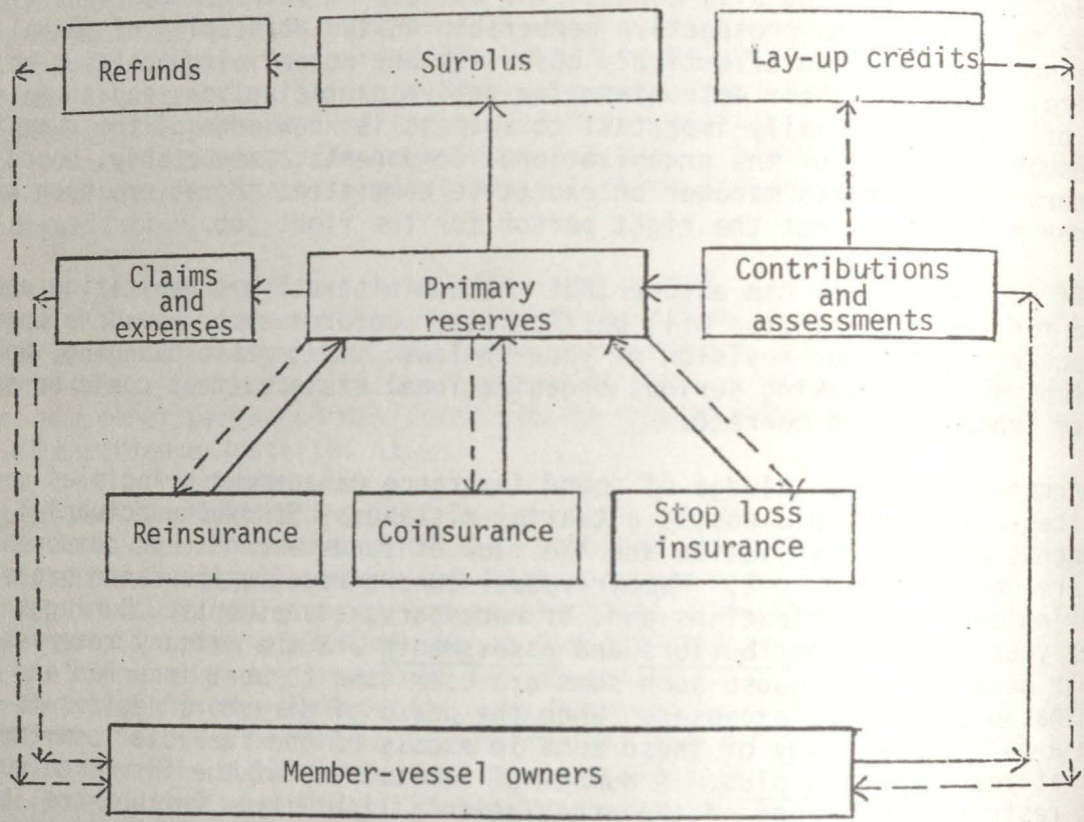 Refunds
Surplus
Lay-up credits
Claims
and
expenses
Primary
reserves
Contributions
and
assessments
Reinsurance
Coinsurance
Stop loss
insurance
Member-vessel owners